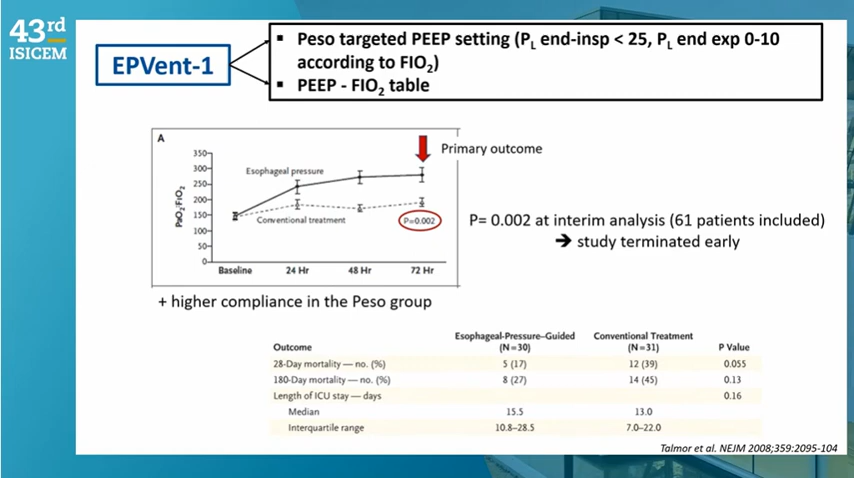 43rd
ISICEM
EPVent-1
▪ Peso targeted PEEP setting (PL end-insp < 25, PL end exp 0-10
according to FIO2)
▪ PEEP - FIO2 table
A
Primary outcome
350
300
250
200
150
100
50
0
PaO2:FiO2
Esophageal pressure
Conventional treatment
P=0.002
Baseline 24 Hr 48 Hr 72 Hr
P= 0.002 at interim analysis (61 patients included)
➔ study terminated early
+ higher compliance in the Peso group
Outcome Esophageal-Pressure–Guided (N=30) Conventional Treatment (N=31) P Value
28-Day mortality — no. (%) 5 (17) 12 (39) 0.055
180-Day mortality — no. (%) 8 (27) 14 (45) 0.13
Length of ICU stay — days 0.16
Median 15.5 13.0
Interquartile range 10.8–28.5 7.0–22.0
Talmor et al. NEJM 2008;359:2095-104